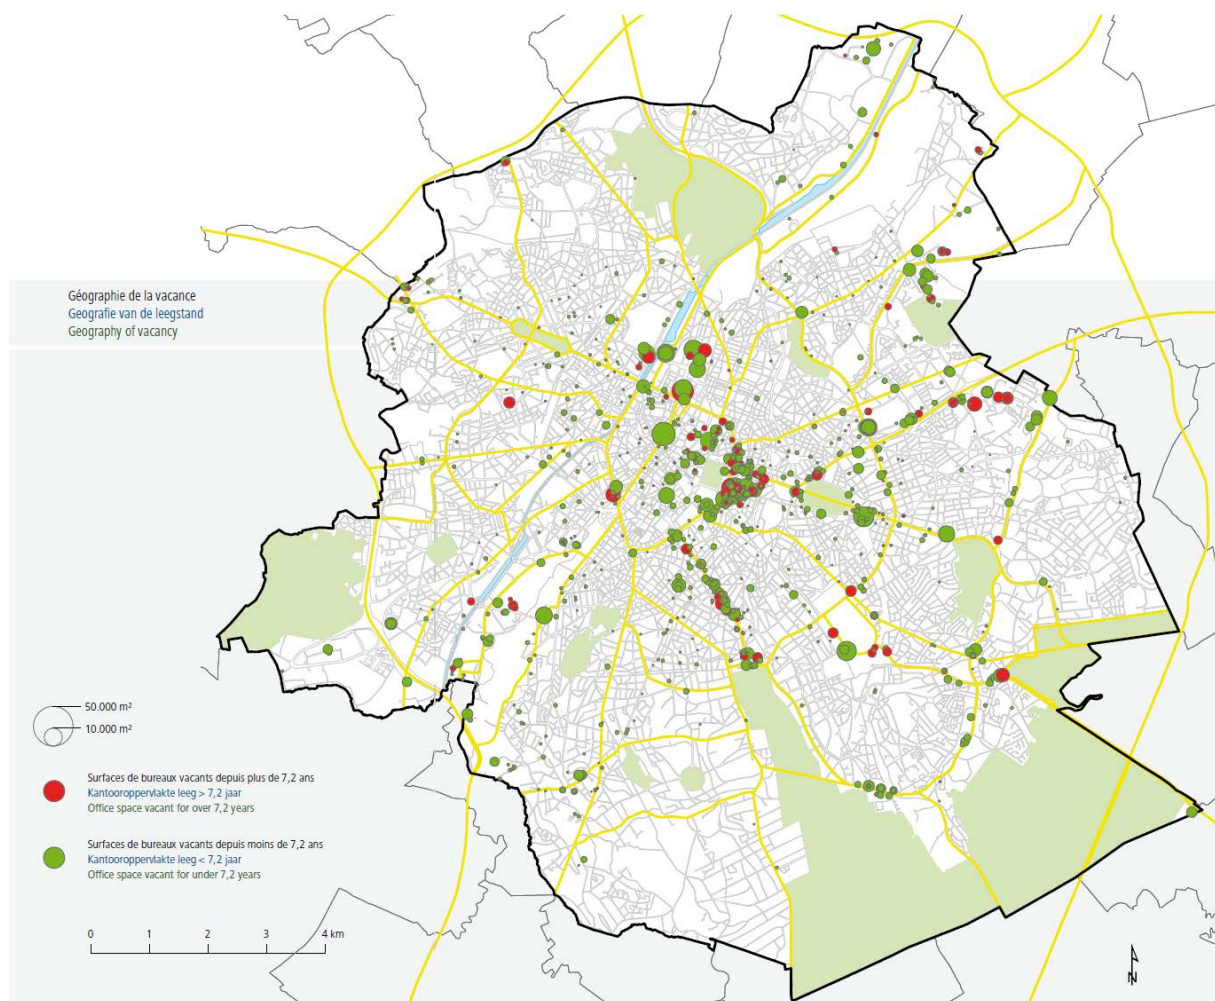 Géographie de la vacance
Geografie van de leegstand
Geography of vacancy
50.000 m²
10.000 m²
Surfaces de bureaux vacants depuis plus de 7,2 ans
Kantooroppervlakte leeg > 7,2 jaar
Office space vacant for over 7,2 years
Surfaces de bureaux vacants depuis moins de 7,2 ans
Kantooroppervlakte leeg < 7,2 jaar
Office space vacant for under 7,2 years
0 1 2 3 4 km
N